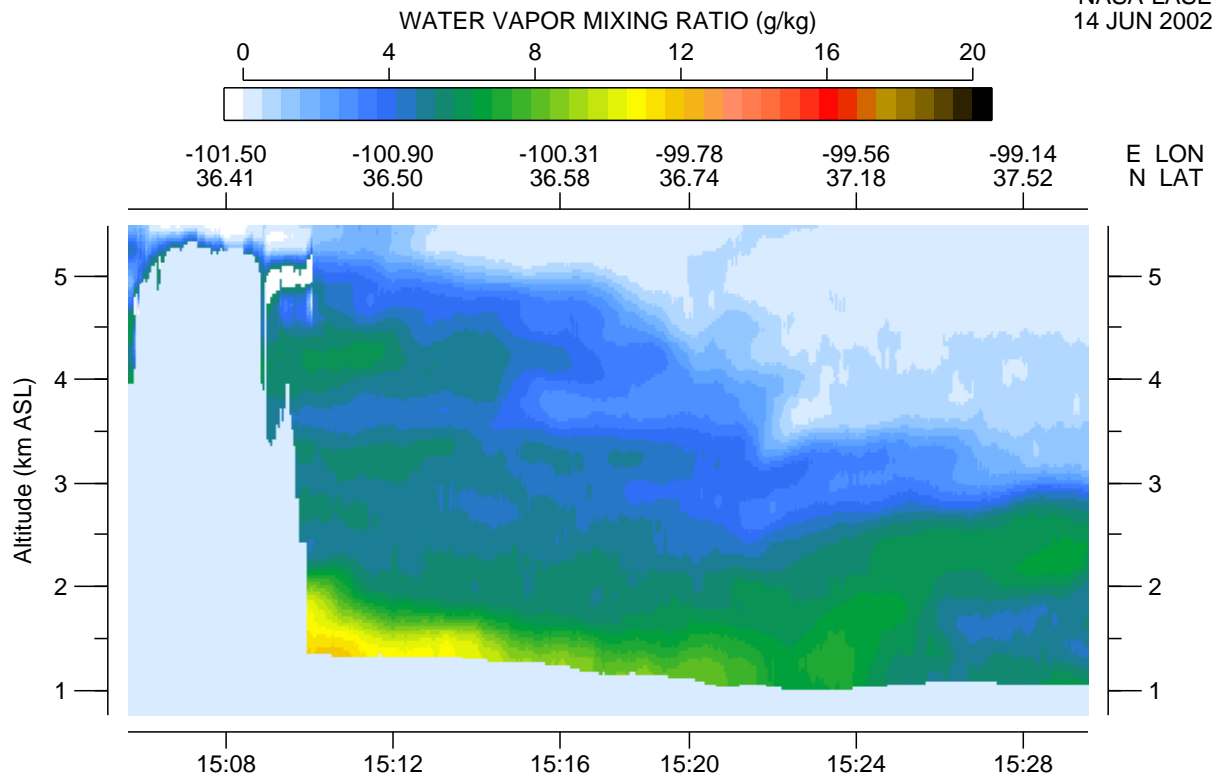 NASA LASE
WATER VAPOR MIXING RATIO (g/kg)
14 JUN 2002
0 4 8 12 16 20
-101.50 -100.90 -100.31 -99.78 -99.56 -99.14 E LON
36.41 36.50 36.58 36.74 37.18 37.52 N LAT
5 5
4 4
Altitude (km ASL)
3 3
2 2
1 1
15:08 15:12 15:16 15:20 15:24 15:28